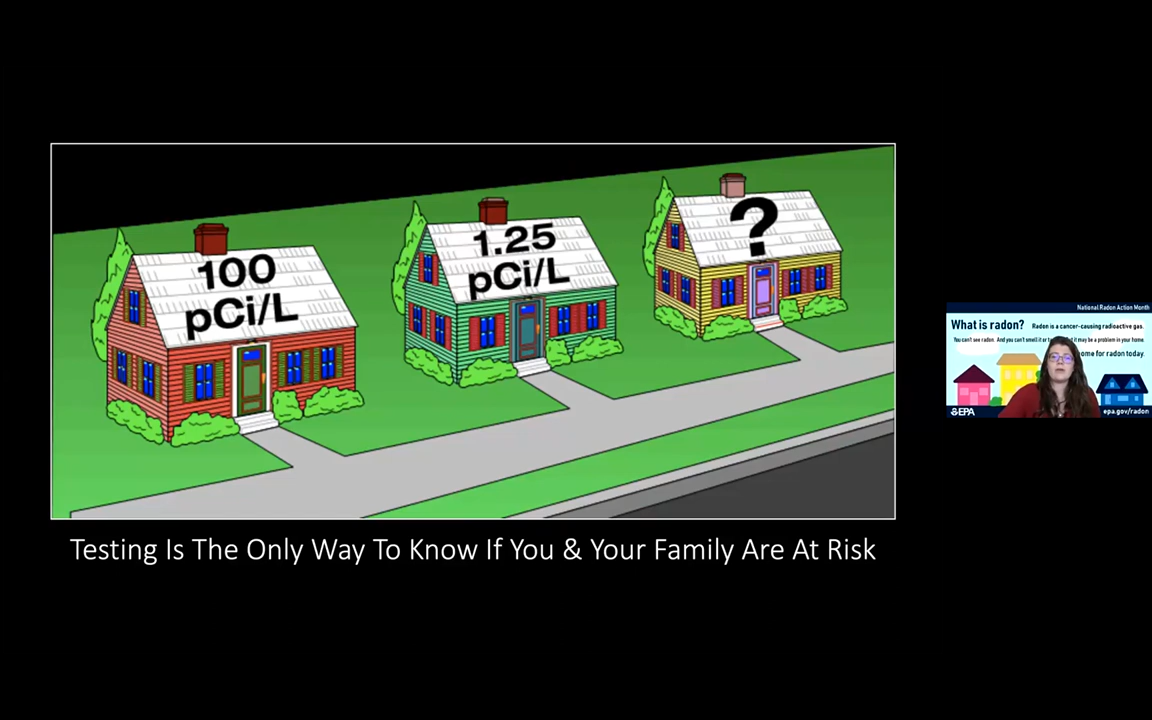 100
pCi/L
1.25
pCi/L
?
Testing Is The Only Way To Know If You & Your Family Are At Risk
National Radon Action Month
What is radon? Radon is a cancer-causing radioactive gas.
You can't see radon. And you can't smell it or it may be a problem in your home.
home for radon today.
EPA
epa.gov/radon